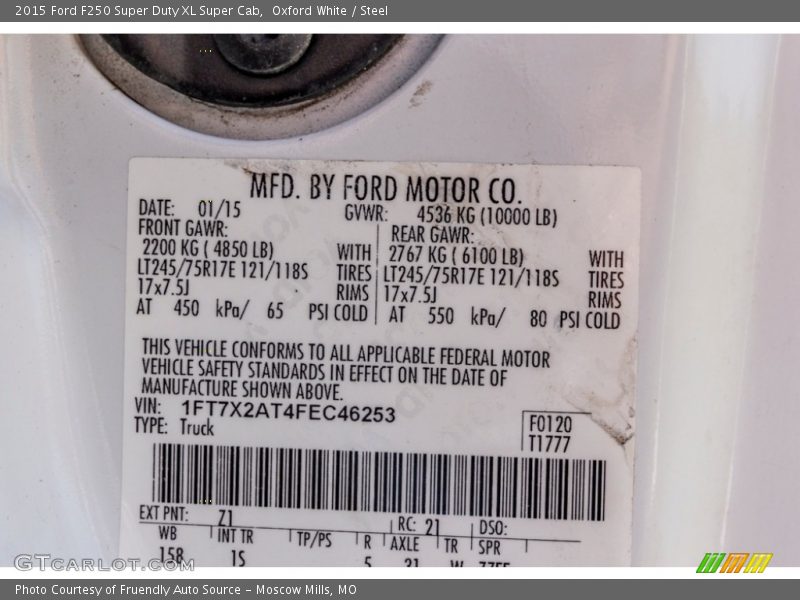 2015 Ford F250 Super Duty XL Super Cab, Oxford White / Steel
MFD. BY FORD MOTOR CO.
DATE: 01/15 GVWR: 4536 KG (10000 LB)
FRONT GAWR: REAR GAWR:
2200 KG ( 4850 LB) WITH 2767 KG ( 6100 LB) WITH
LT245/75R17E 121/118S TIRES LT245/75R17E 121/118S TIRES
17x7.5J RIMS 17x7.5J RIMS
AT 450 kPa/ 65 PSI COLD AT 550 kPa/ 80 PSI COLD
THIS VEHICLE CONFORMS TO ALL APPLICABLE FEDERAL MOTOR
VEHICLE SAFETY STANDARDS IN EFFECT ON THE DATE OF
MANUFACTURE SHOWN ABOVE.
VIN: 1FT7X2AT4FEC46253
TYPE: Truck
F0120
T1777
EXT PNT: Z1 RC: 21 DSO:
WB INT TR TP/PS R AXLE TR SPR
158 1S 5 21
GTcarlot.com
Photo Courtesy of Fruendly Auto Source – Moscow Mills, MO